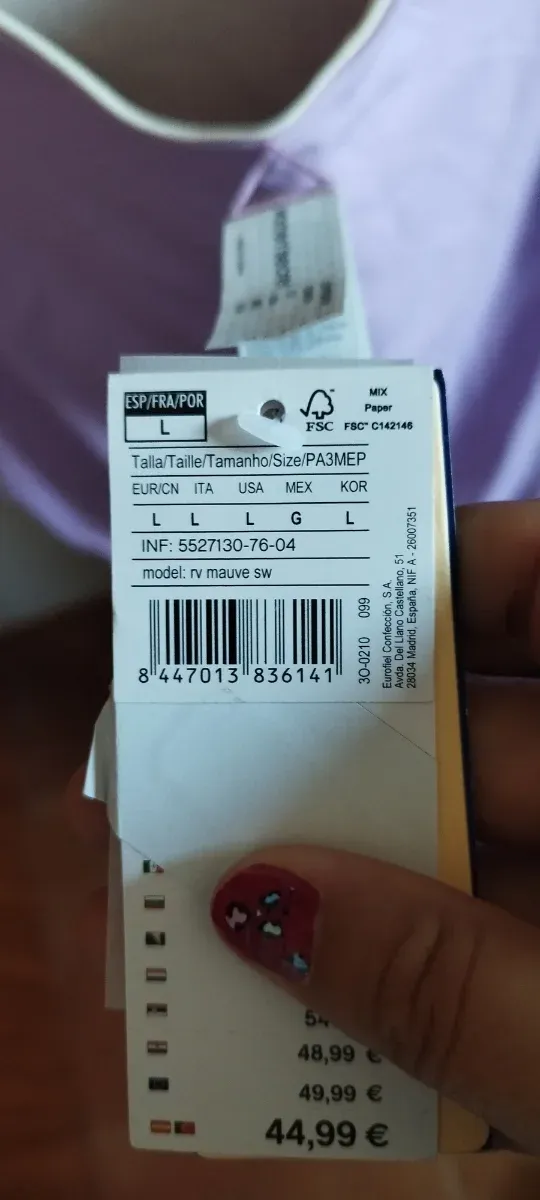 ESP/FRA/POR
L
FSC
MIX
Paper
FSC™ C142146
Talla/Taille/Tamanho/Size/PA3MEP
EUR/CN ITA USA MEX KOR
L L L G L
INF: 5527130-76-04
model: rv mauve sw
8 447013 836141
3O-0210 099
Eurofiel Confección, S.A.
Avda. Del Llano Castellano, 51
28034 Madrid, España, NIF A - 26007351
54
48,99 €
49,99 €
44,99 €